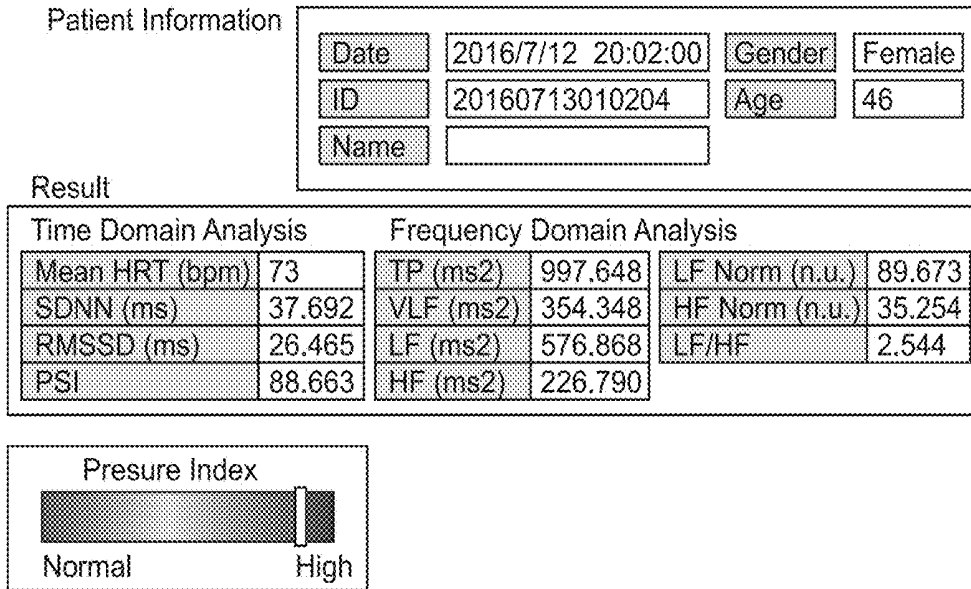 Patient Information
Date 2016/7/12 20:02:00 Gender Female
ID 20160713010204 Age 46
Name
Result
Time Domain Analysis Frequency Domain Analysis
Mean HRT (bpm) 73 TP (ms2) 997.648 LF Norm (n.u.) 89.673
SDNN (ms) 37.692 VLF (ms2) 354.348 HF Norm (n.u.) 35.254
RMSSD (ms) 26.465 LF (ms2) 576.868 LF/HF 2.544
PSI 88.663 HF (ms2) 226.790
Presure Index
Normal High